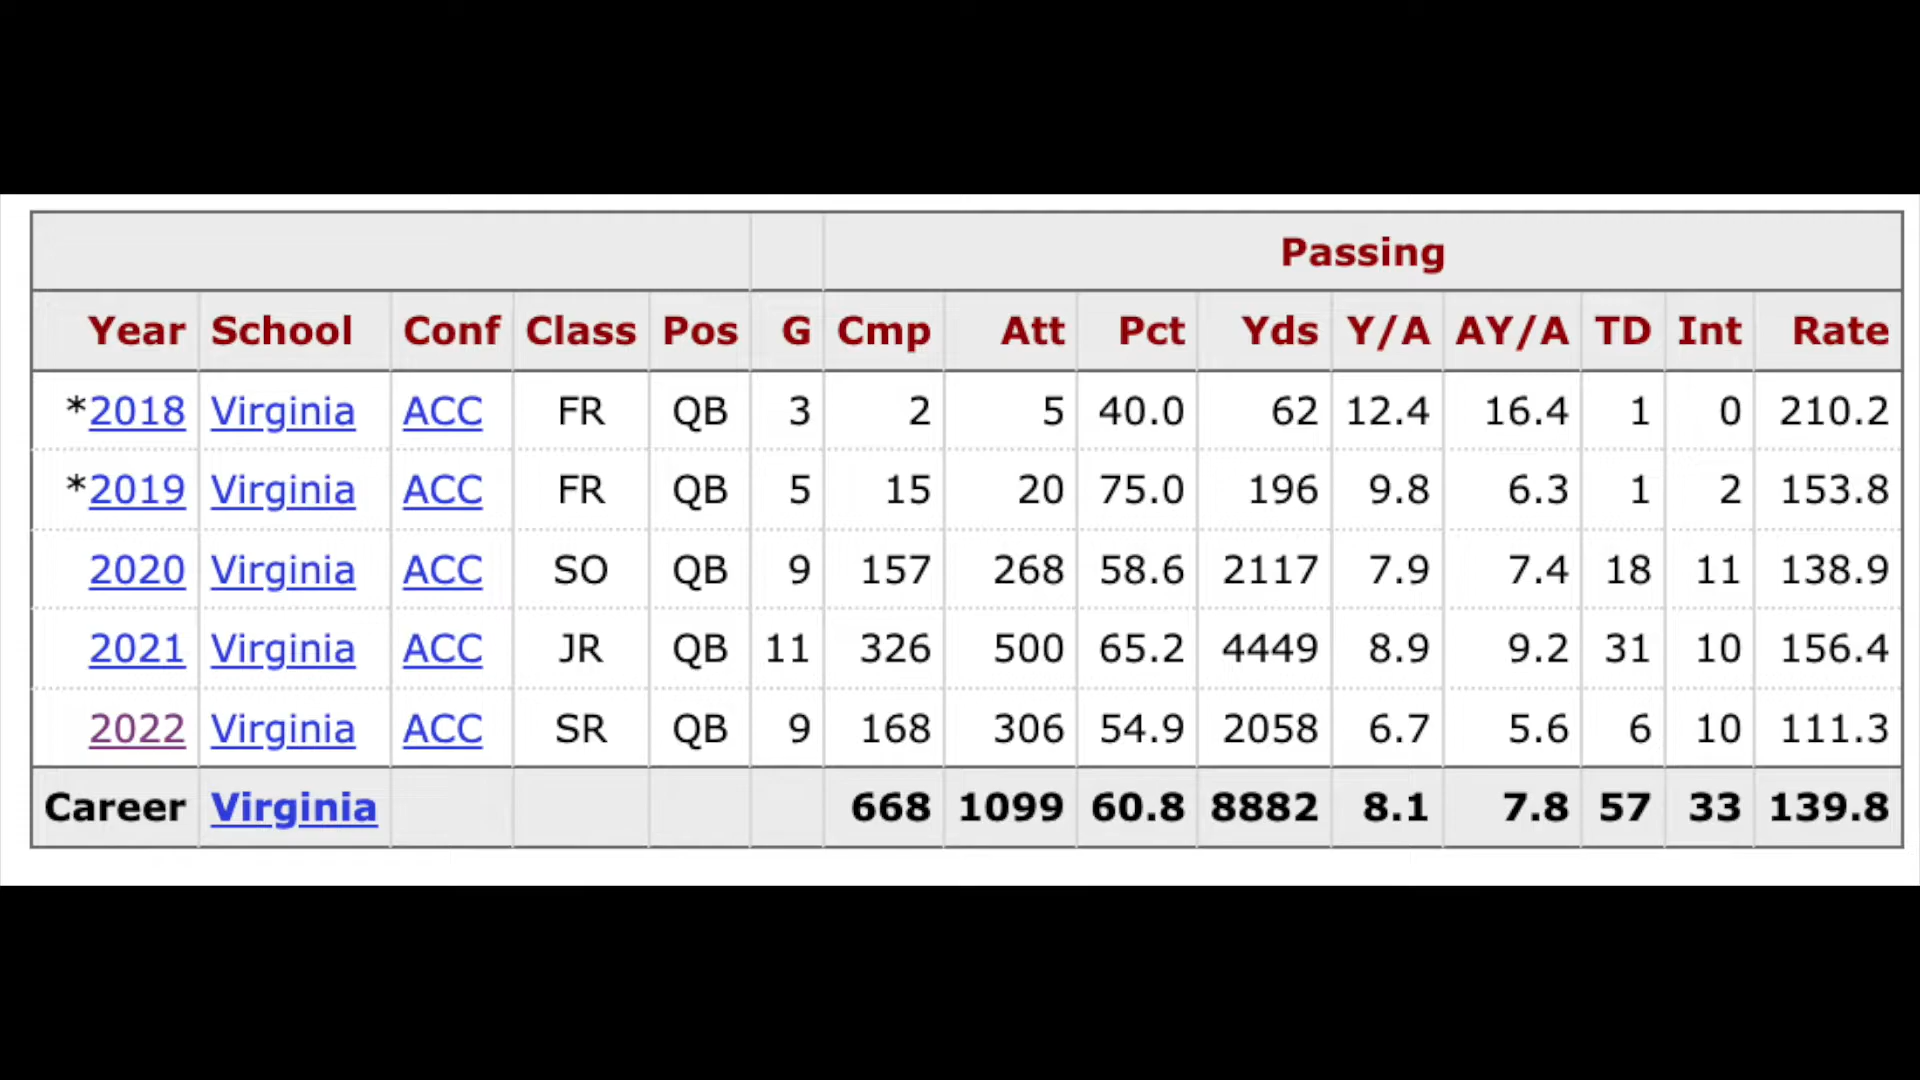 Passing
Year School Conf Class Pos G Cmp Att Pct Yds Y/A AY/A TD Int Rate
*2018 Virginia ACC FR QB 3 2 5 40.0 62 12.4 16.4 1 0 210.2
*2019 Virginia ACC FR QB 5 15 20 75.0 196 9.8 6.3 1 2 153.8
2020 Virginia ACC SO QB 9 157 268 58.6 2117 7.9 7.4 18 11 138.9
2021 Virginia ACC JR QB 11 326 500 65.2 4449 8.9 9.2 31 10 156.4
2022 Virginia ACC SR QB 9 168 306 54.9 2058 6.7 5.6 6 10 111.3
Career Virginia 668 1099 60.8 8882 8.1 7.8 57 33 139.8